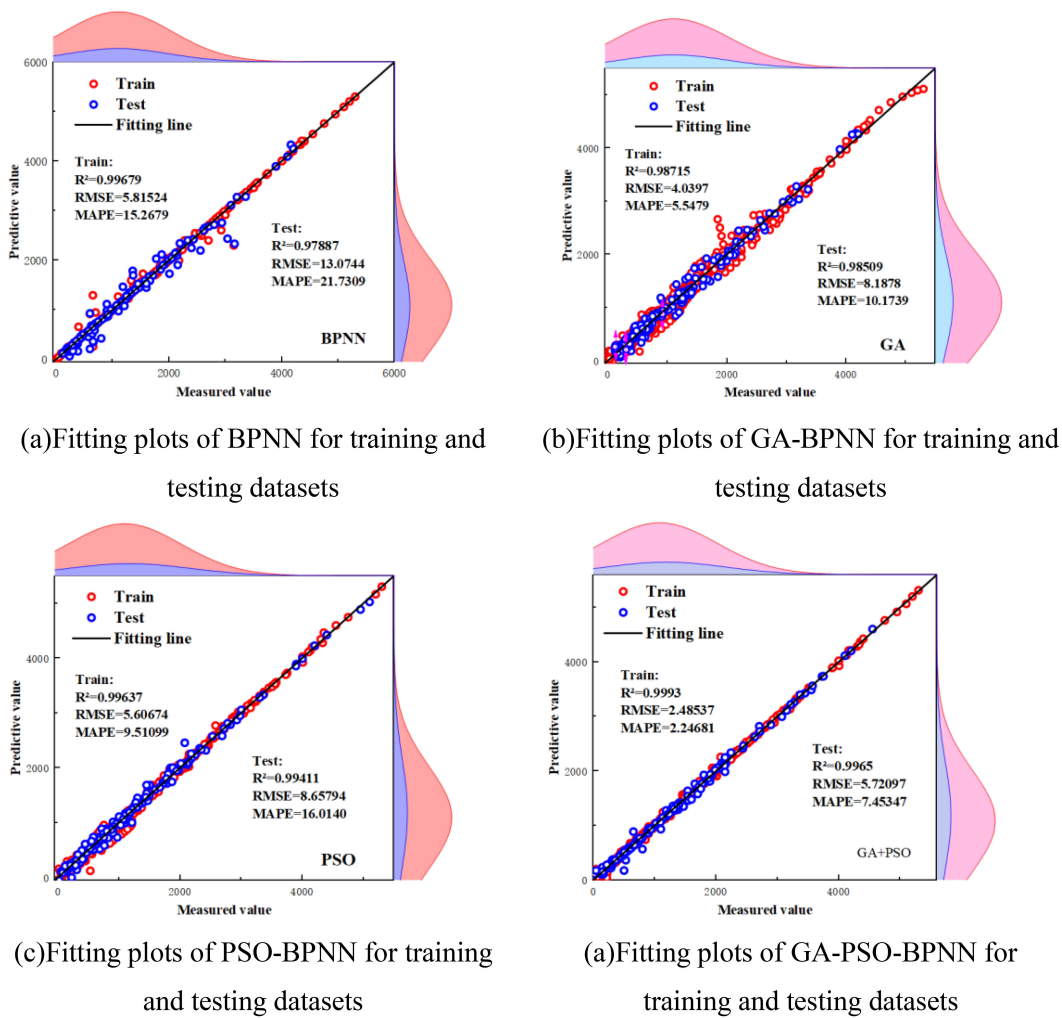 6000
Train
Test
Fitting line
4000
Train:
R²=0.99679
RMSE=5.81524
MAPE=15.2679
Test:
R²=0.97887
RMSE=13.0744
MAPE=21.7309
Predictive value
2000
BPNN
0
0 2000 4000 6000
Measured value
(a)Fitting plots of BPNN for training and
testing datasets
Train
Test
Fitting line
4000
Train:
R²=0.98715
RMSE=4.0397
MAPE=5.5479
Test:
R²=0.98509
RMSE=8.1878
MAPE=10.1739
Predictive value
2000
GA
0
0 2000 4000
Measured value
(b)Fitting plots of GA-BPNN for training and
testing datasets
Train
Test
Fitting line
4000
Train:
R²=0.99637
RMSE=5.60674
MAPE=9.51099
Test:
R²=0.99411
RMSE=8.65794
MAPE=16.0140
Predictive value
2000
PSO
0
0 2000 4000
Measured value
(c)Fitting plots of PSO-BPNN for training
and testing datasets
Train
Test
Fitting line
4000
Train:
R²=0.9993
RMSE=2.48537
MAPE=2.24681
Test:
R²=0.9965
RMSE=5.72097
MAPE=7.45347
Predictive value
2000
GA+PSO
0
0 2000 4000
Measured value
(a)Fitting plots of GA-PSO-BPNN for
training and testing datasets